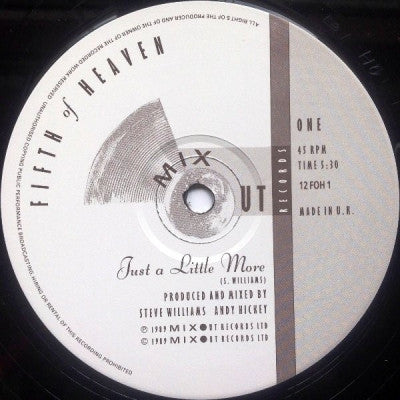 ALL RIGHTS OF THE PRODUCER AND OF THE OWNER OF THE RECORDED WORK RESERVED. UNAUTHORISED COPYING PUBLIC PERFORMANCE BROADCASTING HIRING OR RENTAL OF THIS RECORDING PROHIBITED
FIFTH of HEAVEN
MIX
UT
RECORDS
ONE
45 RPM
TIME 5:30
12 FOH 1
MADE IN U.K.
Just a Little More
(S. WILLIAMS)
PRODUCED AND MIXED BY
STEVE WILLIAMS ANDY HICKEY
℗ 1989 MIX UT RECORDS LTD
© 1989 MIX UT RECORDS LTD